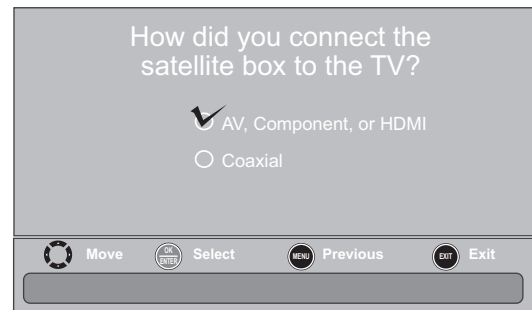 How did you connect the
satellite box to the TV?
AV, Component, or HDMI
Coaxial
Move OK ENTER Select MENU Previous EXIT Exit